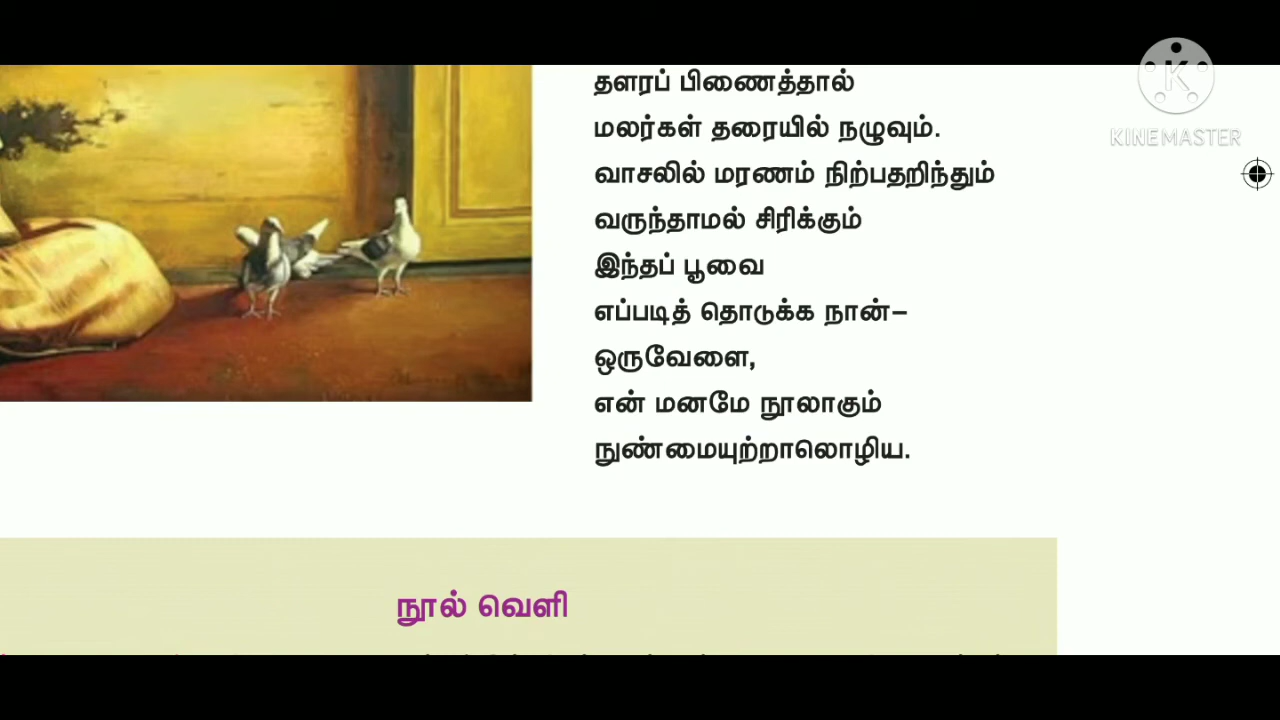 தளரப் பிணைத்தால்
மலர்கள் தரையில் நழுவும்.
வாசலில் மரணம் நிற்பதறிந்தும்
வருந்தாமல் சிரிக்கும்
இந்தப் பூவை
எப்படித் தொடுக்க நான்–
ஒருவேளை,
என் மனமே நூலாகும்
நுண்மையுற்றாலொழிய.
நூல் வெளி
K
KINEMASTER